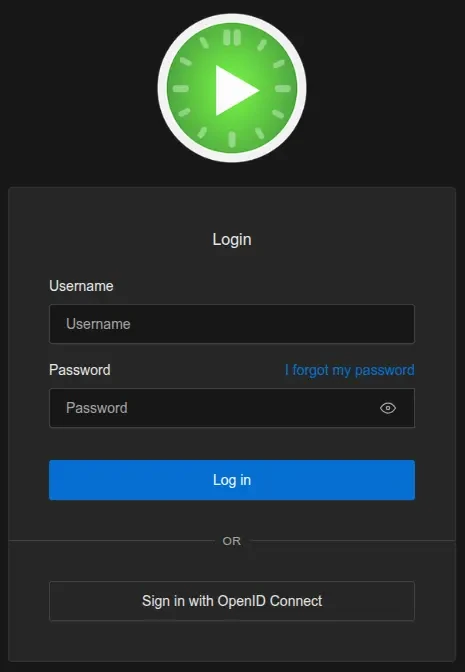 Login
Username
Username
Password I forgot my password
Password
Log in
OR
Sign in with OpenID Connect